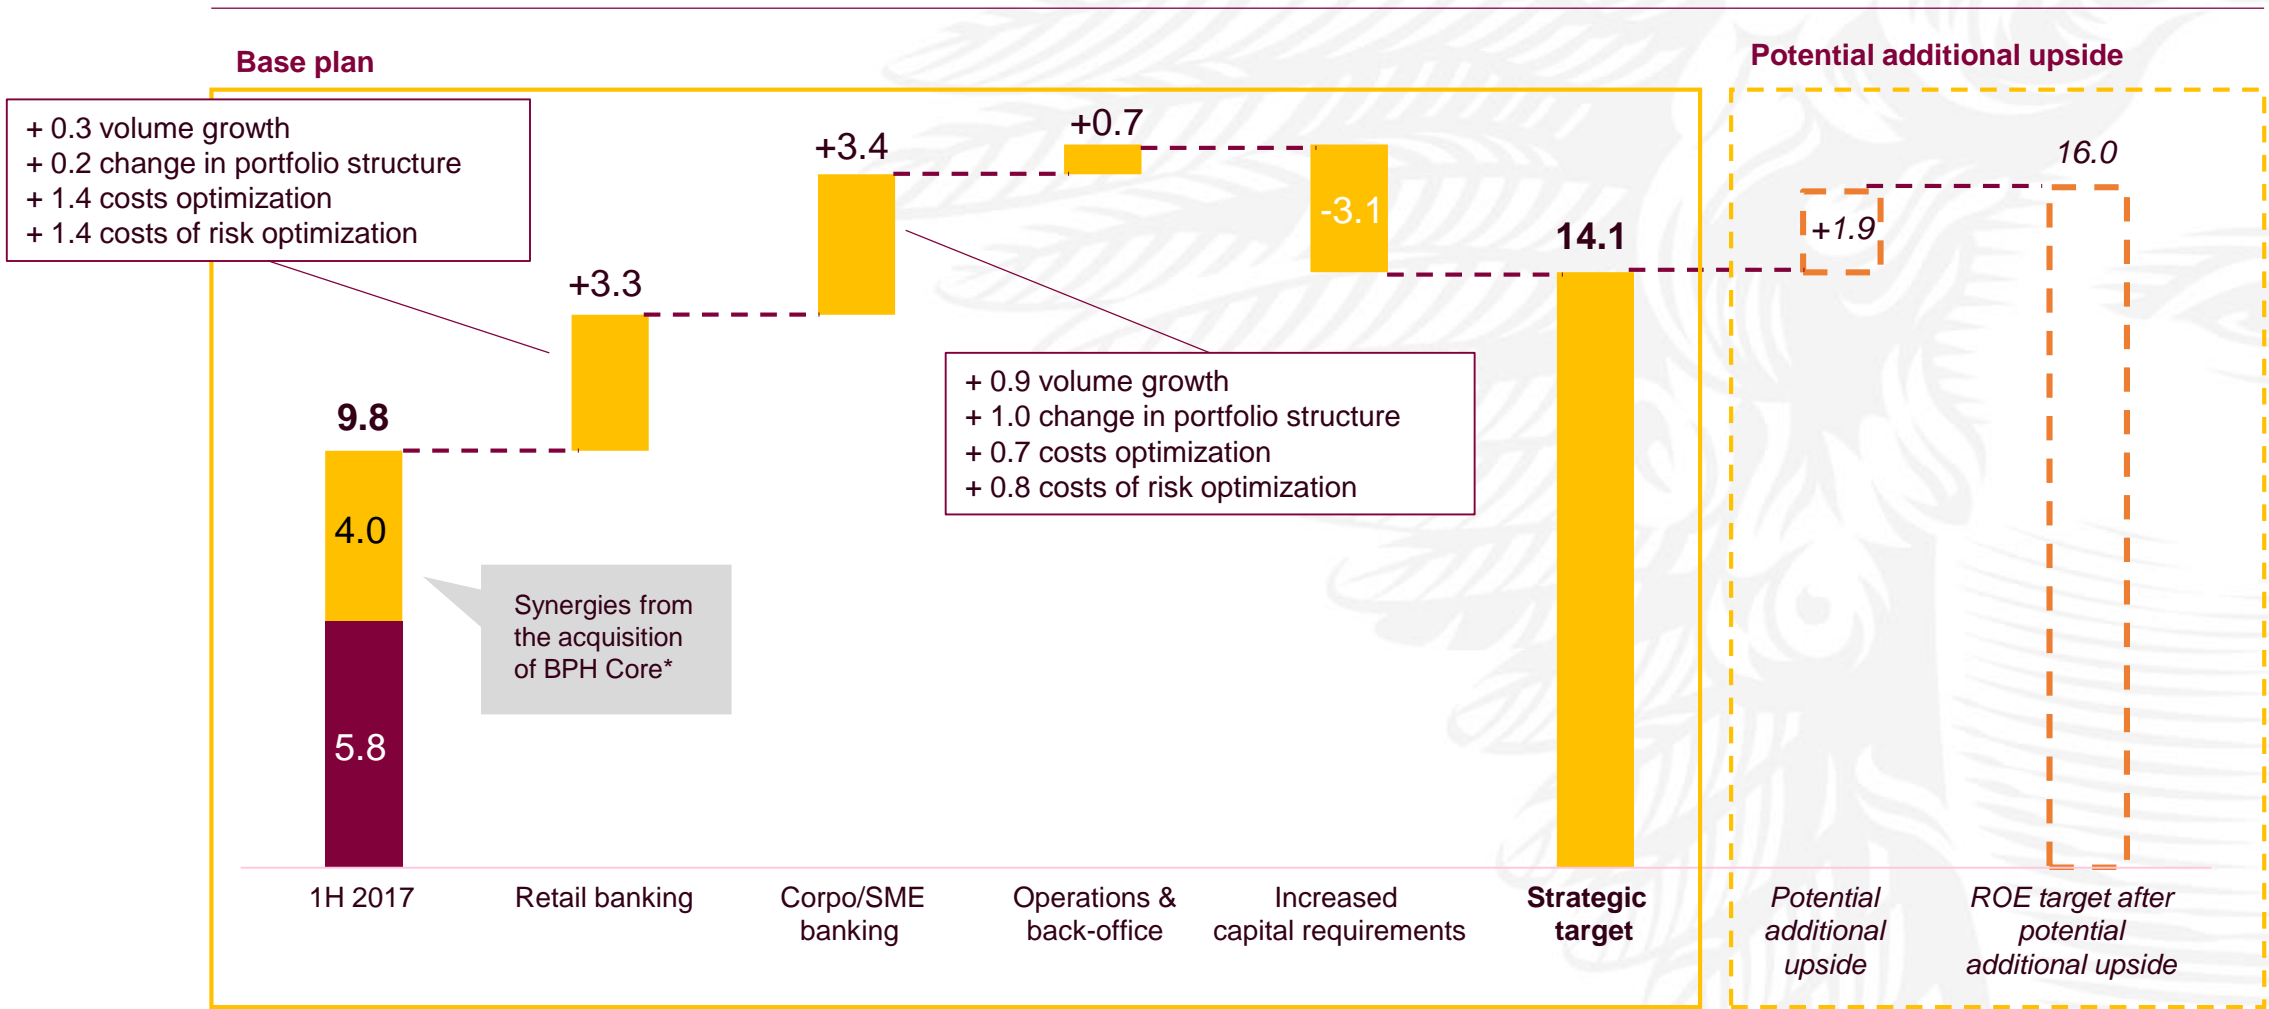 Base plan
Potential additional upside
+ 0.3 volume growth
+ 0.2 change in portfolio structure
+ 1.4 costs optimization
+ 1.4 costs of risk optimization
+0.7
+3.4
16.0
-3.1
+1.9
14.1
+3.3
+ 0.9 volume growth
+ 1.0 change in portfolio structure
+ 0.7 costs optimization
+ 0.8 costs of risk optimization
9.8
4.0
Synergies from
the acquisition
of BPH Core*
5.8
1H 2017
Retail banking
Corpo/SME
banking
Operations &
back-office
Increased
capital requirements
Strategic
target
Potential
additional
upside
ROE target after
potential
additional upside